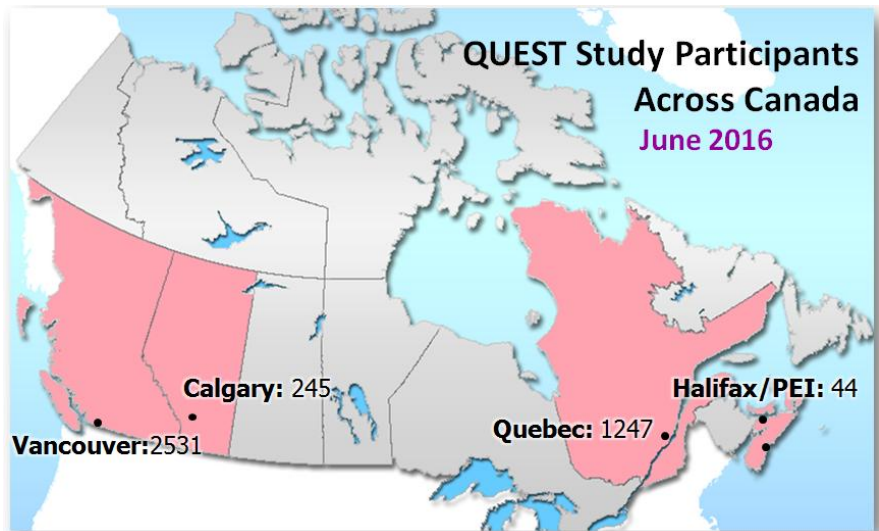 QUEST Study Participants
Across Canada
June 2016
Calgary: 245
Halifax/PEI: 44
Quebec: 1247
Vancouver:2531